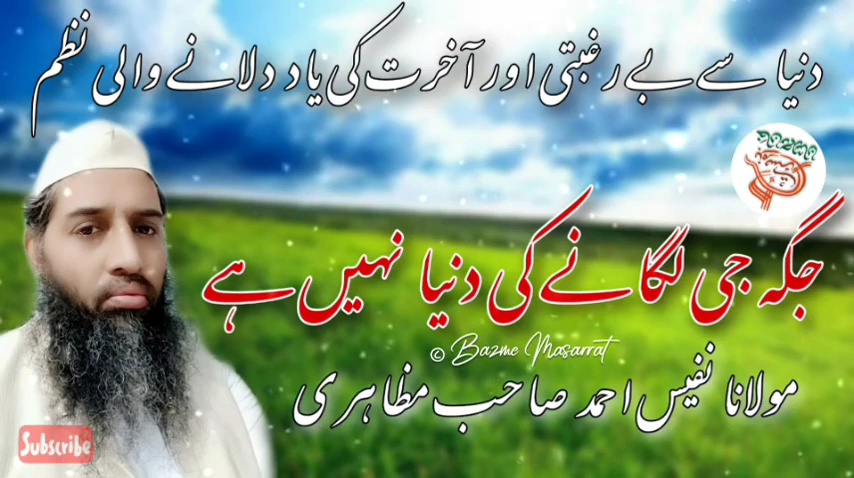 دنیا سے بے رغبتی اور آخرت کی یاد دلانے والی نظم
جگہ جی لگانے کی دنیا نہیں ہے
© Bazme Masarrat
مولانا نفیس احمد صاحب مظاہری
Subscribe